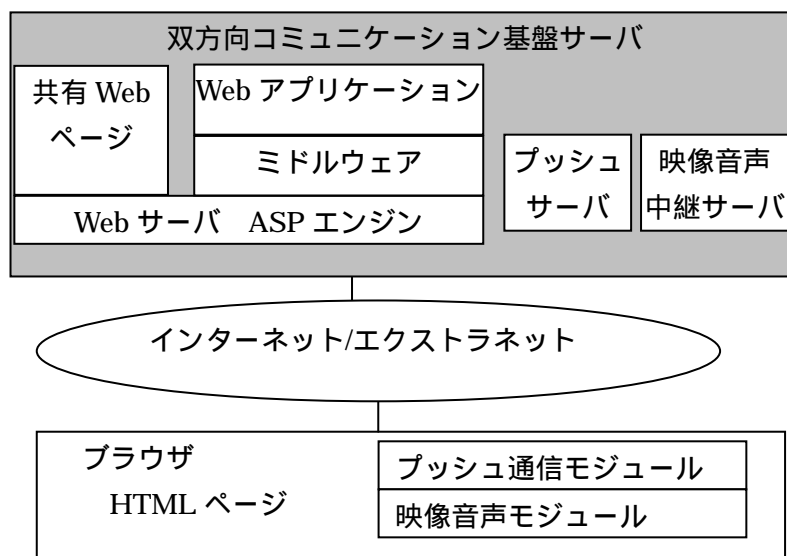 双方向コミュニケーション基盤サーバ
共有 Web
ページ
Web アプリケーション
ミドルウェア
Web サーバ ASP エンジン
プッシュ
サーバ
映像音声
中継サーバ
インターネット/エクストラネット
ブラウザ
HTML ページ
プッシュ通信モジュール
映像音声モジュール